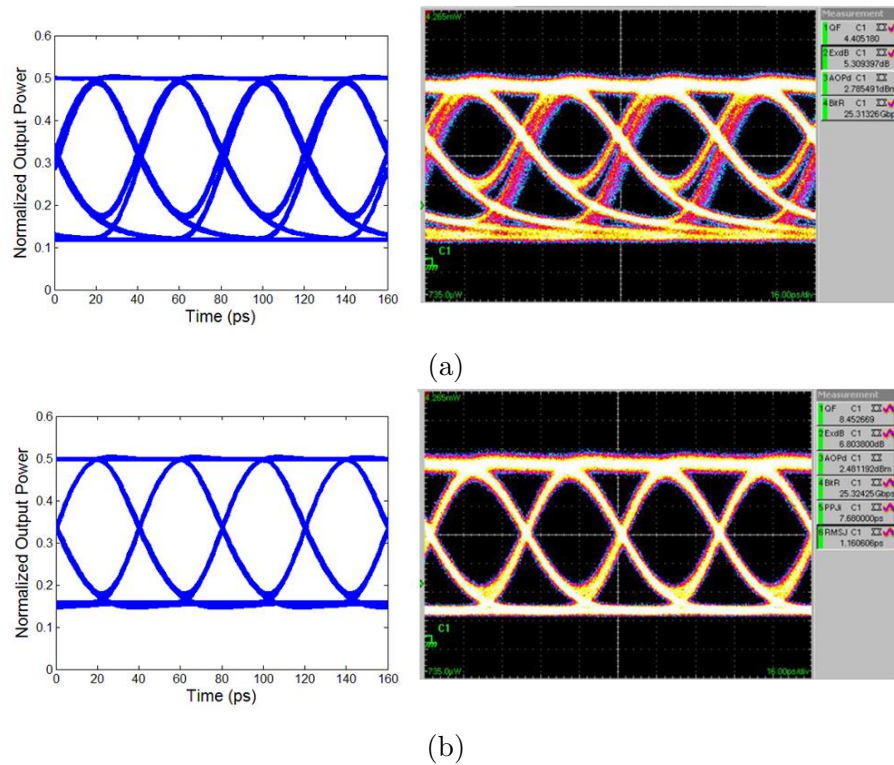 Normalized Output Power
0.6
0.5
0.4
0.3
0.2
0.1
0
0 20 40 60 80 100 120 140 160
Time (ps)
4.265mW
C1
-735.0µW
16.00ps/div
Measurement
1 QF C1
4.405180
2 ExdB C1
5.309397dB
3 AOPd C1
2.785491dBm
4 BitR C1
25.31326Gbp
(a)
Normalized Output Power
0.6
0.5
0.4
0.3
0.2
0.1
0
0 20 40 60 80 100 120 140 160
Time (ps)
4.265mW
C1
-735.0µW
16.00ps/div
Measurement
1 QF C1
8.452669
2 ExdB C1
6.803800dB
3 AOPd C1
2.481192dBm
4 BitR C1
25.32425Gbps
5 PPJi C1
7.680000ps
6 RMSJ C1
1.160606ps
(b)